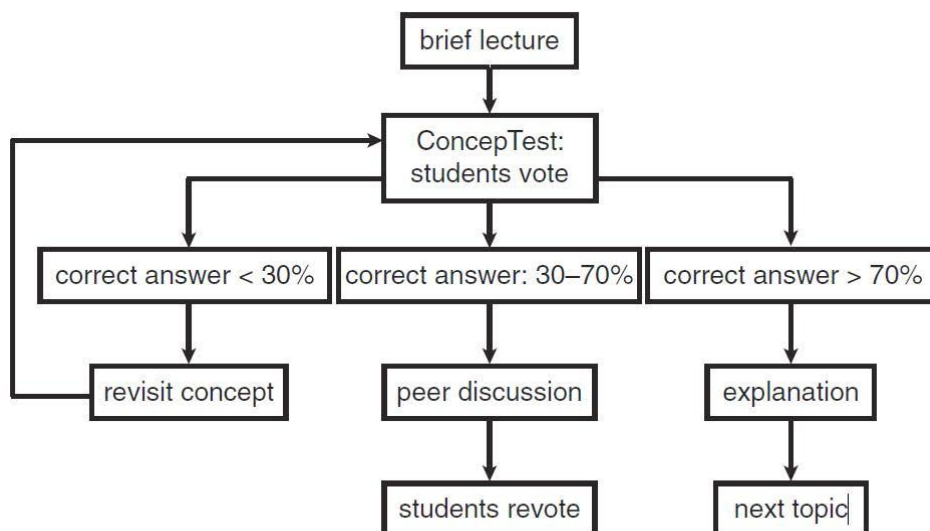 brief lecture
ConcepTest:
students vote
correct answer < 30%
correct answer: 30–70%
correct answer > 70%
revisit concept
peer discussion
explanation
students revote
next topic